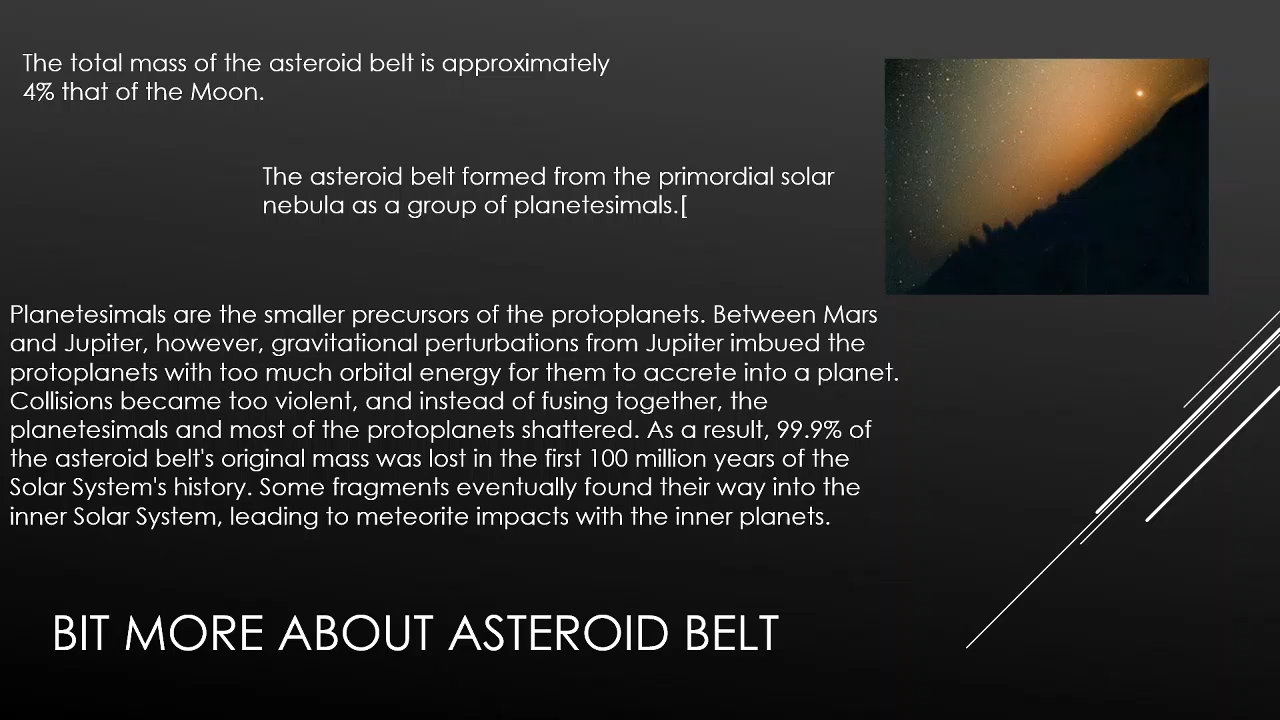 The total mass of the asteroid belt is approximately
4% that of the Moon.
The asteroid belt formed from the primordial solar
nebula as a group of planetesimals.[
Planetesimals are the smaller precursors of the protoplanets. Between Mars
and Jupiter, however, gravitational perturbations from Jupiter imbued the
protoplanets with too much orbital energy for them to accrete into a planet.
Collisions became too violent, and instead of fusing together, the
planetesimals and most of the protoplanets shattered. As a result, 99.9% of
the asteroid belt's original mass was lost in the first 100 million years of the
Solar System's history. Some fragments eventually found their way into the
inner Solar System, leading to meteorite impacts with the inner planets.
BIT MORE ABOUT ASTEROID BELT